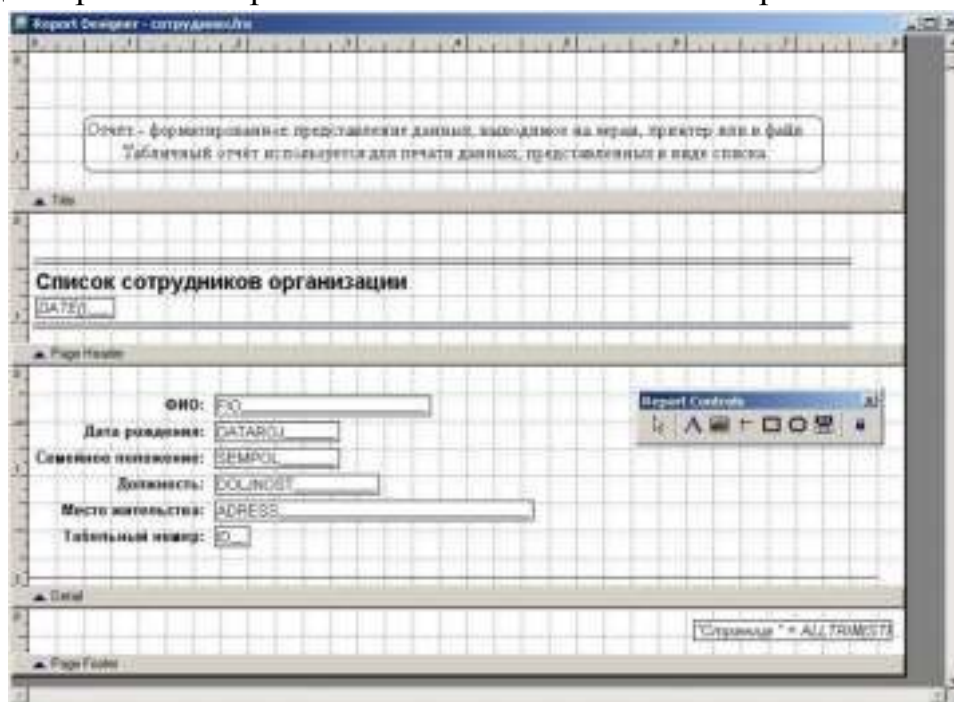 Report Designer - сотрудники.frx
Отчёт - форматированное представление данных, выводимое на экран, принтер или в файл
Табличный отчёт используется для печати данных, представленных в виде списка.
Title
Список сотрудников организации
DATE()
Page Header
ФИО: FIO
Дата рождения: DATAROJ
Семейное положение: SEMPOL
Должность: DOLJNOST
Место жительства: ADRESS
Табельный номер: ID
Report Controls
Detail
"Страница " + ALLTRIM(STR
Page Footer